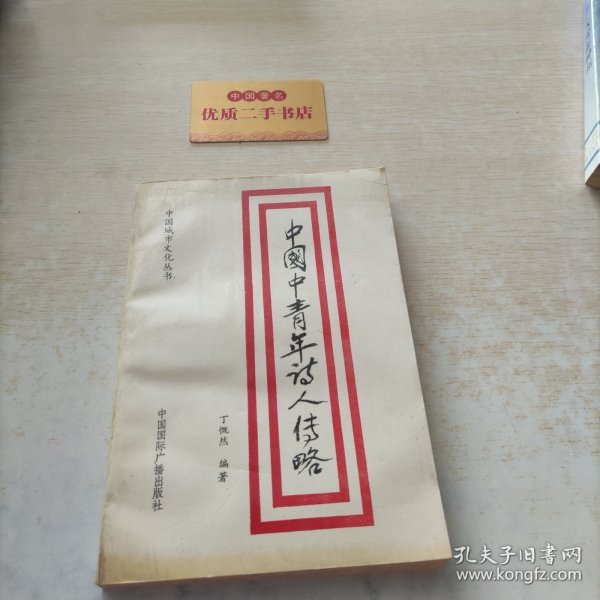 中国著名
优质二手书店
中国城市文化丛书
中國中青年诗人傳略
丁慨然 编著
中国国际广播出版社
孔夫子旧书网
www.kongfz.com